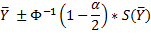 Ȳ ± Φ⁻¹ (1 − α/2) * S(Ȳ)